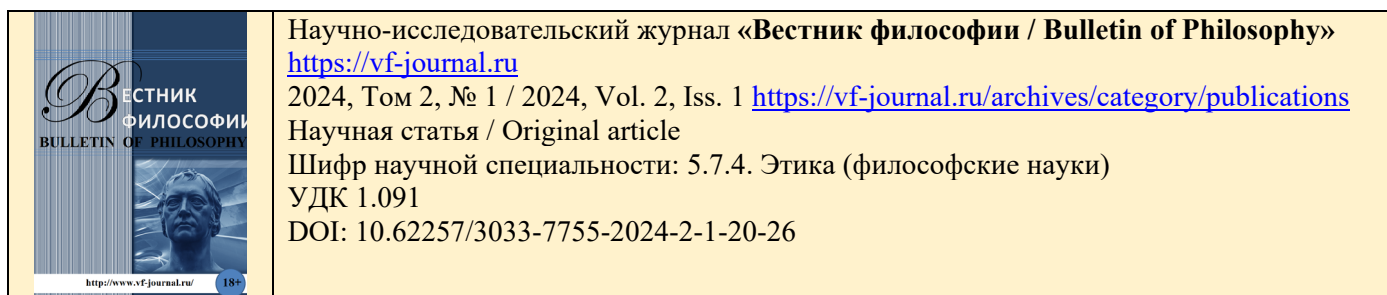 ВЕСТНИК
ФИЛОСОФИИ
BULLETIN OF PHILOSOPHY
http://www.vf-journal.ru/
18+
Научно-исследовательский журнал «Вестник философии / Bulletin of Philosophy»
https://vf-journal.ru
2024, Том 2, № 1 / 2024, Vol. 2, Iss. 1 https://vf-journal.ru/archives/category/publications
Научная статья / Original article
Шифр научной специальности: 5.7.4. Этика (философские науки)
УДК 1.091
DOI: 10.62257/3033-7755-2024-2-1-20-26